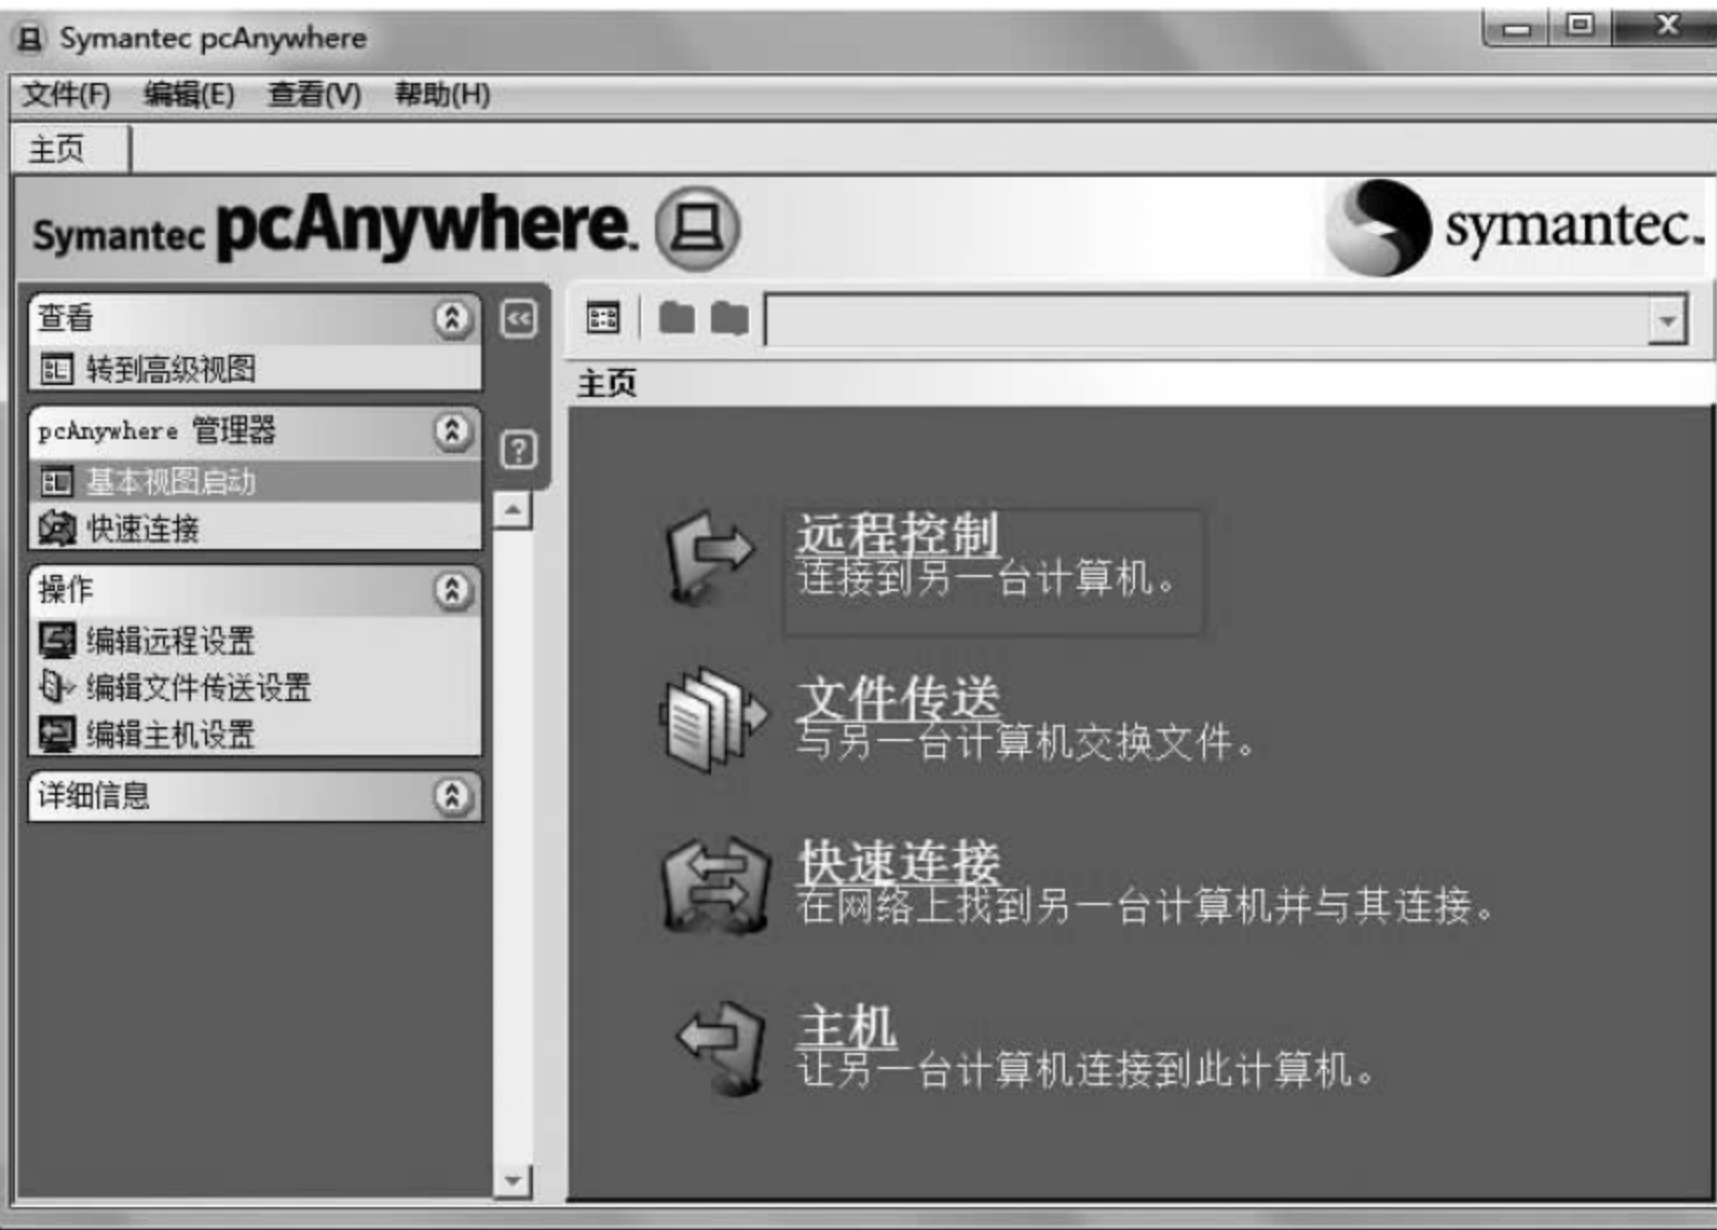 Symantec pcAnywhere
文件(F) 编辑(E) 查看(V) 帮助(H)
主页
Symantec pcAnywhere.
symantec.
查看
转到高级视图
pcAnywhere 管理器
基本视图启动
快速连接
操作
编辑远程设置
编辑文件传送设置
编辑主机设置
详细信息
主页
远程控制
连接到另一台计算机。
文件传送
与另一台计算机交换文件。
快速连接
在网络上找到另一台计算机并与其连接。
主机
让另一台计算机连接到此计算机。